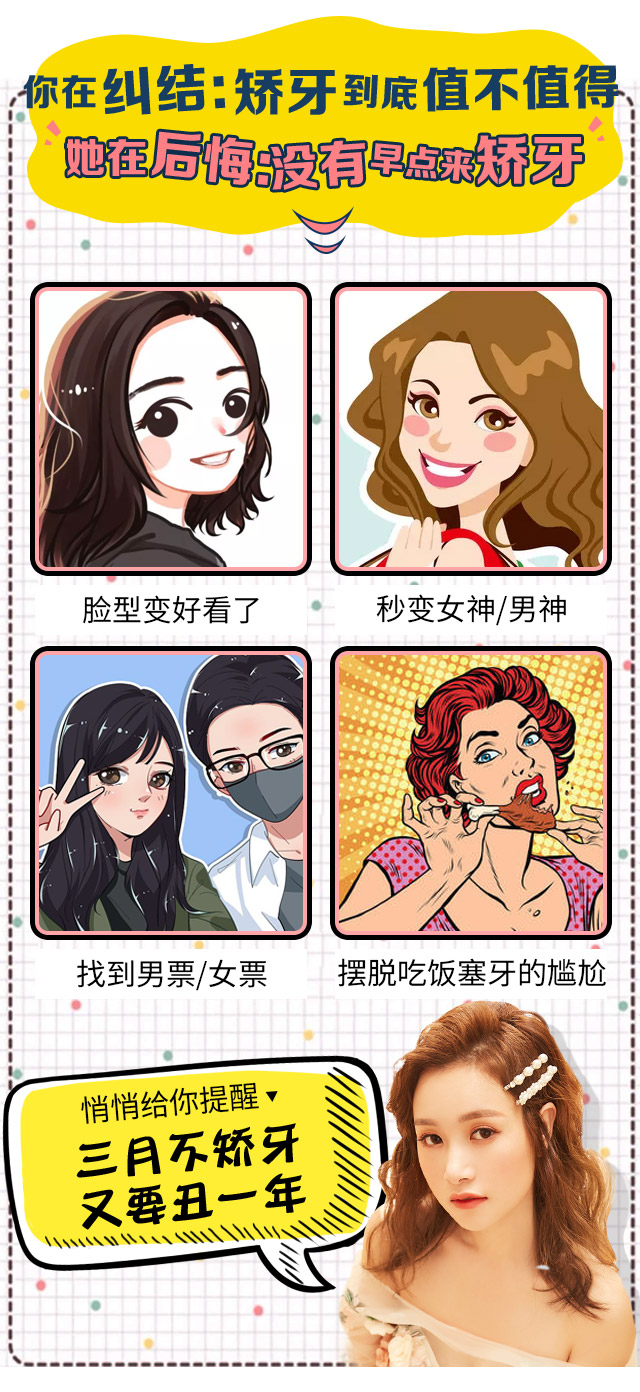 你在纠结:矫牙到底值不值得
她在后悔:没有早点来矫牙
脸型变好看了
秒变女神/男神
找到男票/女票
摆脱吃饭塞牙的尴尬
悄悄给你提醒▼
三月不矫牙
又要丑一年